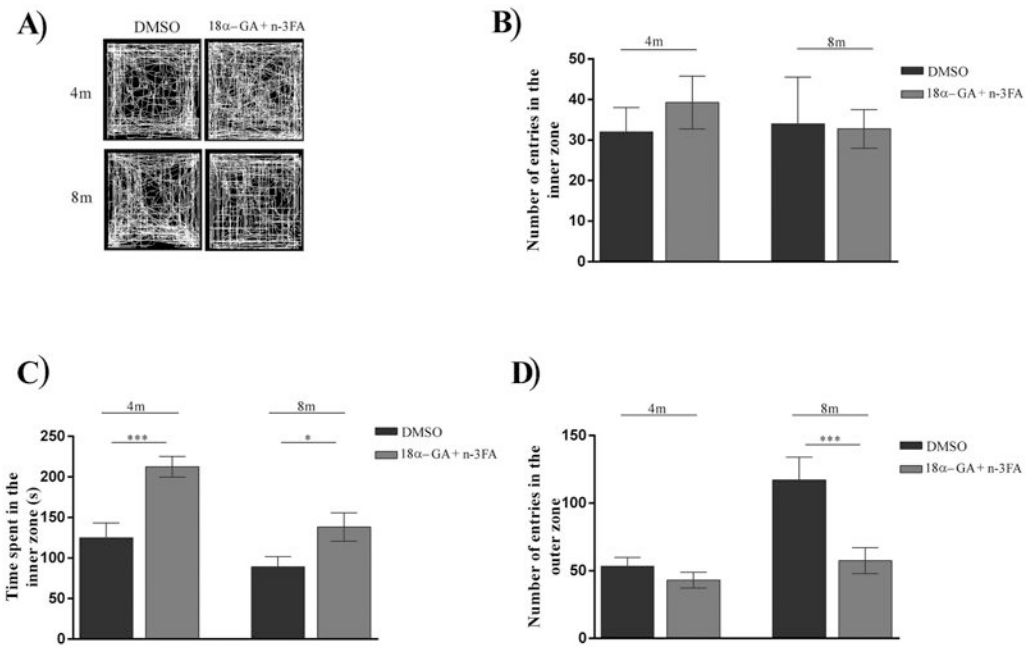 A)
DMSO
18α–GA+ n-3FA
4m
8m
B)
4m
8m
Number of entries in the
inner zone
50
40
30
20
10
0
DMSO
18α–GA+ n-3FA
C)
4m
8m
Time spent in the
inner zone (s)
250
200
150
100
50
0
***
*
DMSO
18α–GA+ n-3FA
D)
4m
8m
Number of entries in the
outer zone
150
100
50
0
***
DMSO
18α–GA+ n-3FA